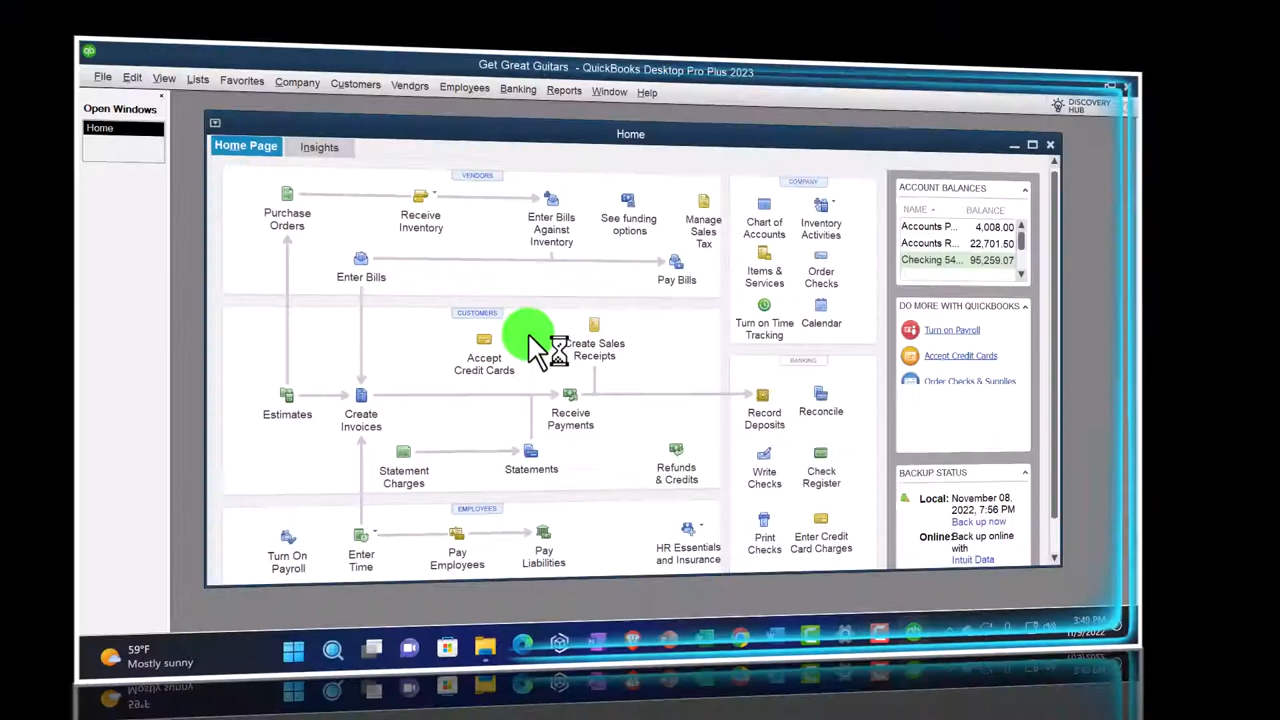 qb
Get Great Guitars - QuickBooks Desktop Pro Plus 2023
File Edit View Lists Favorites Company Customers Vendors Employees Banking Reports Window Help
DISCOVERY
HUB
Open Windows
Home
Home
Home Page
Insights
VENDORS
Purchase
Orders
Receive
Inventory
Enter Bills
Against
Inventory
See funding
options
Manage
Sales
Tax
Enter Bills
Pay Bills
CUSTOMERS
Accept
Credit Cards
Create Sales
Receipts
Estimates
Create
Invoices
Receive
Payments
Statement
Charges
Statements
Refunds
& Credits
EMPLOYEES
Turn On
Payroll
Enter
Time
Pay
Employees
Pay
Liabilities
HR Essentials
and Insurance
COMPANY
Chart of
Accounts
Inventory
Activities
Items &
Services
Order
Checks
Turn on Time
Tracking
Calendar
BANKING
Record
Deposits
Reconcile
Write
Checks
Check
Register
Print
Checks
Enter Credit
Card Charges
ACCOUNT BALANCES
NAME BALANCE
Accounts P... 4,008.00
Accounts R... 22,701.50
Checking 54... 95,259.07
DO MORE WITH QUICKBOOKS
Turn on Payroll
Accept Credit Cards
Order Checks & Supplies
BACKUP STATUS
Local: November 08,
2022, 7:56 PM
Back up now
Online: Back up online
with
Intuit Data
59°F
Mostly sunny
3:49 PM
11/9/2022